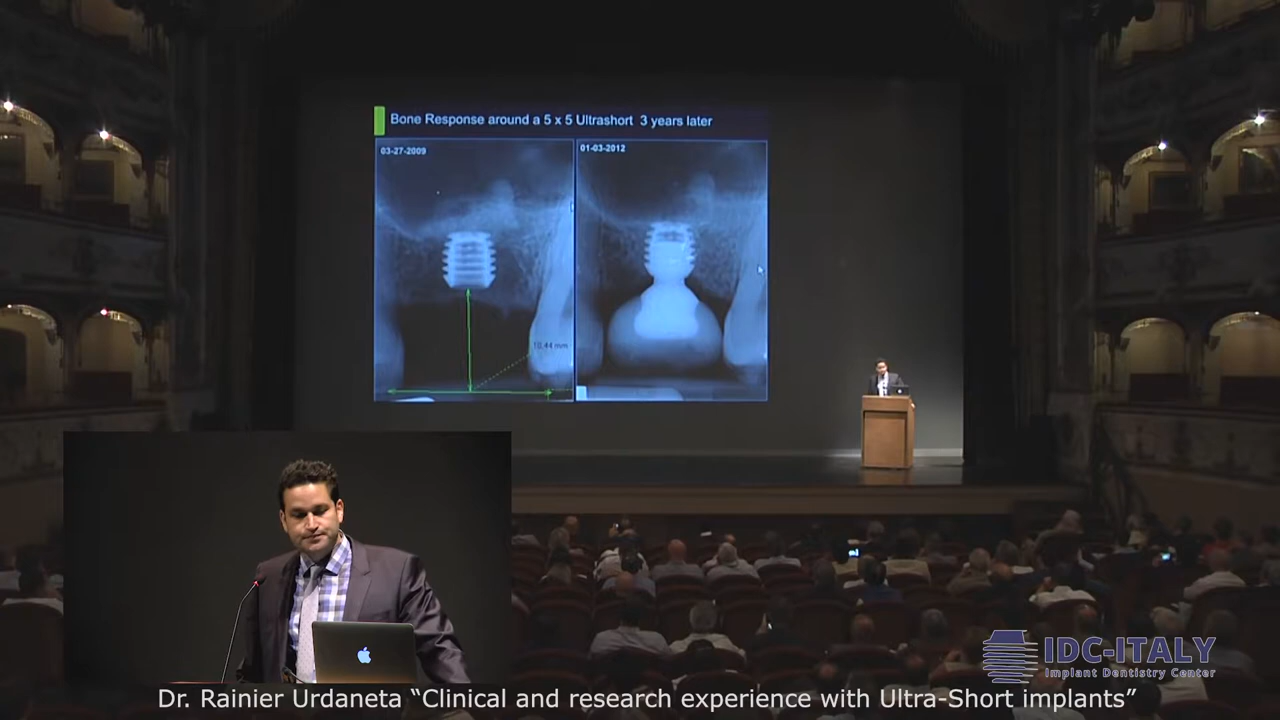 Bone Response around a 5 x 5 Ultrashort 3 years later
03-27-2009
01-03-2012
10.44 mm
IDC-ITALY
Implant Dentistry Center
Dr. Rainier Urdaneta “Clinical and research experience with Ultra-Short implants”